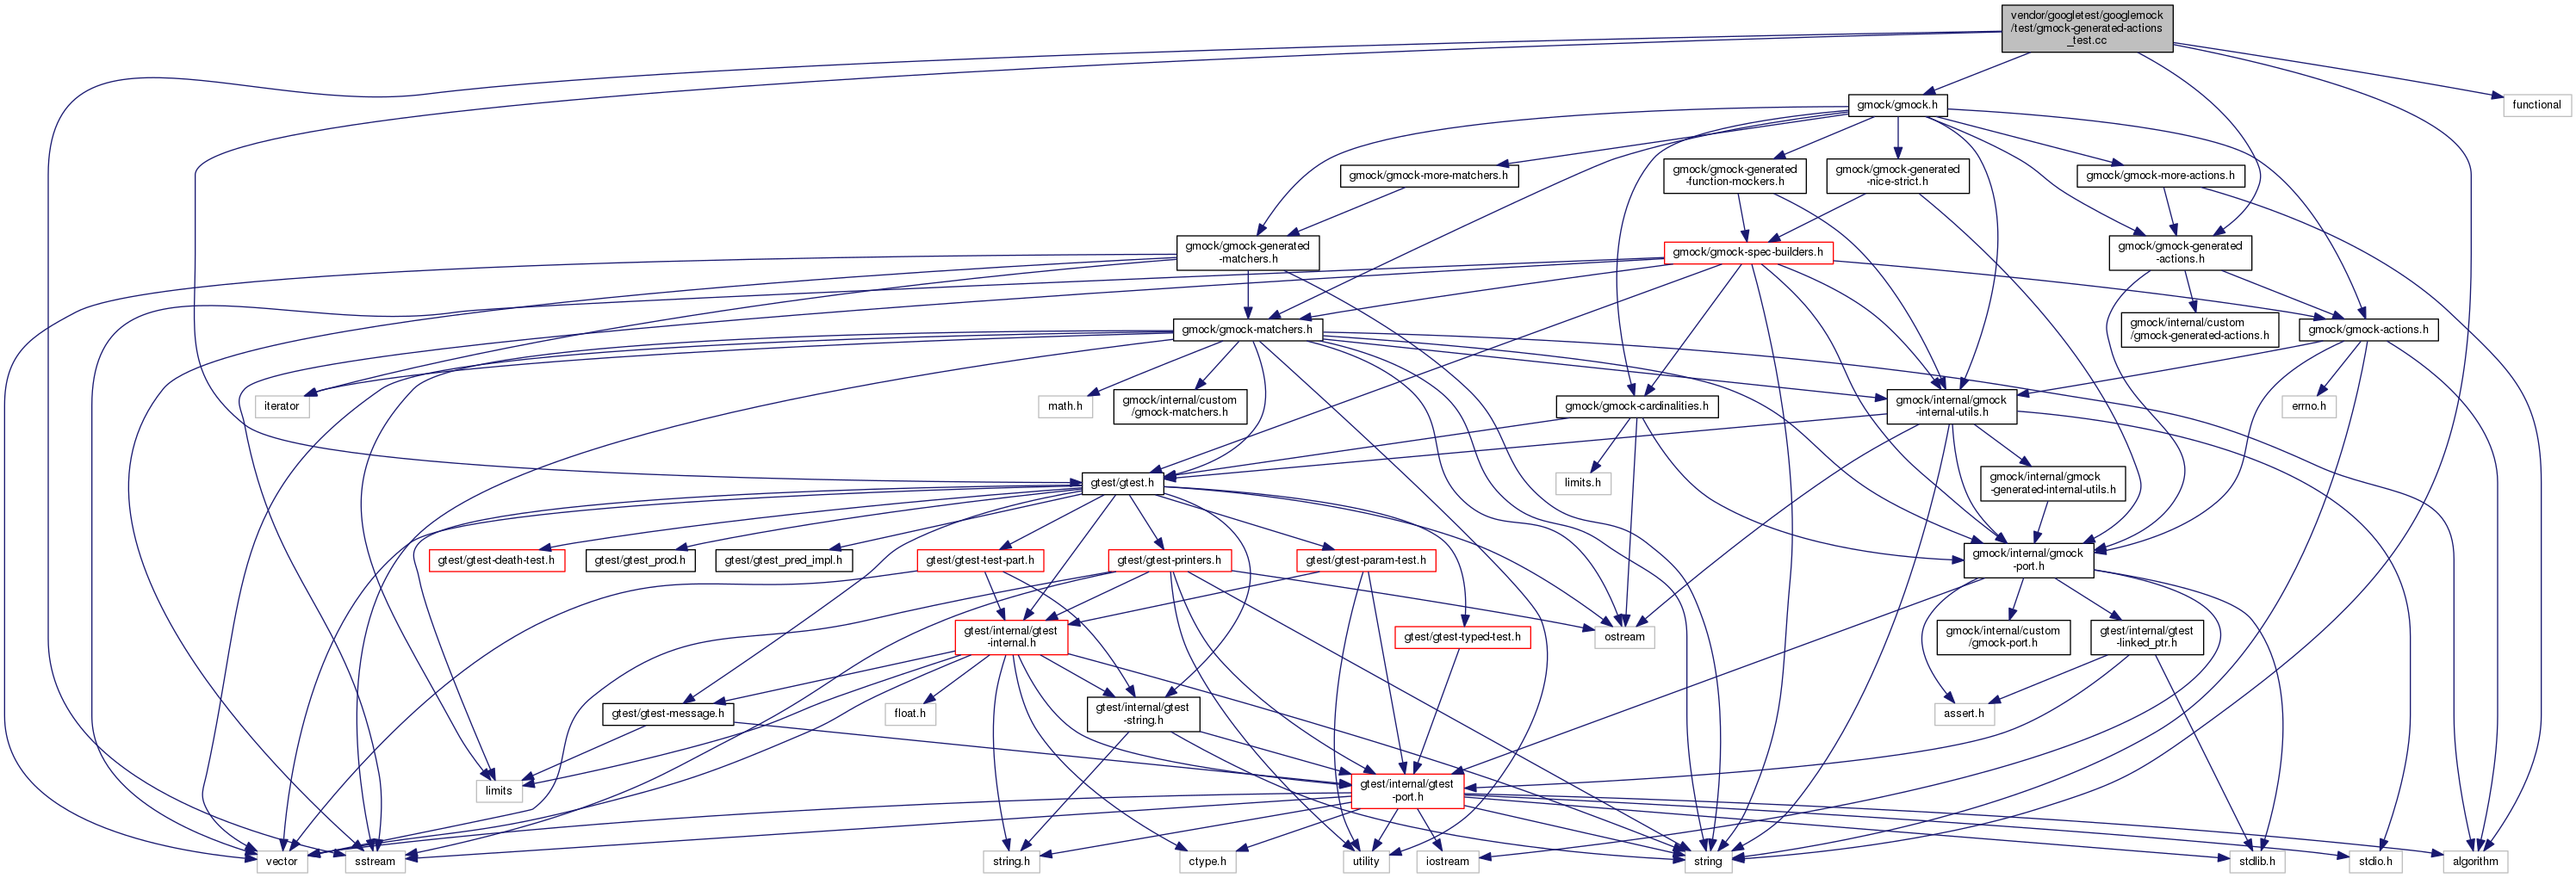 vendor/googletest/googlemock
/test/gmock-generated-actions
_test.cc
gmock/gmock.h
functional
gmock/gmock-more-matchers.h
gmock/gmock-generated
-function-mockers.h
gmock/gmock-generated
-nice-strict.h
gmock/gmock-more-actions.h
gmock/gmock-generated
-matchers.h
gmock/gmock-spec-builders.h
gmock/gmock-generated
-actions.h
gmock/gmock-matchers.h
gmock/internal/custom
/gmock-generated-actions.h
gmock/gmock-actions.h
iterator
math.h
gmock/internal/custom
/gmock-matchers.h
gmock/gmock-cardinalities.h
gmock/internal/gmock
-internal-utils.h
errno.h
gtest/gtest.h
limits.h
gmock/internal/gmock
-generated-internal-utils.h
gtest/gtest-death-test.h
gtest/gtest_prod.h
gtest/gtest_pred_impl.h
gtest/gtest-test-part.h
gtest/gtest-printers.h
gtest/gtest-param-test.h
gmock/internal/gmock
-port.h
gtest/internal/gtest
-internal.h
gtest/gtest-typed-test.h
ostream
gmock/internal/custom
/gmock-port.h
gtest/internal/gtest
-linked_ptr.h
gtest/gtest-message.h
float.h
gtest/internal/gtest
-string.h
assert.h
limits
gtest/internal/gtest
-port.h
vector
sstream
string.h
ctype.h
utility
iostream
string
stdlib.h
stdio.h
algorithm